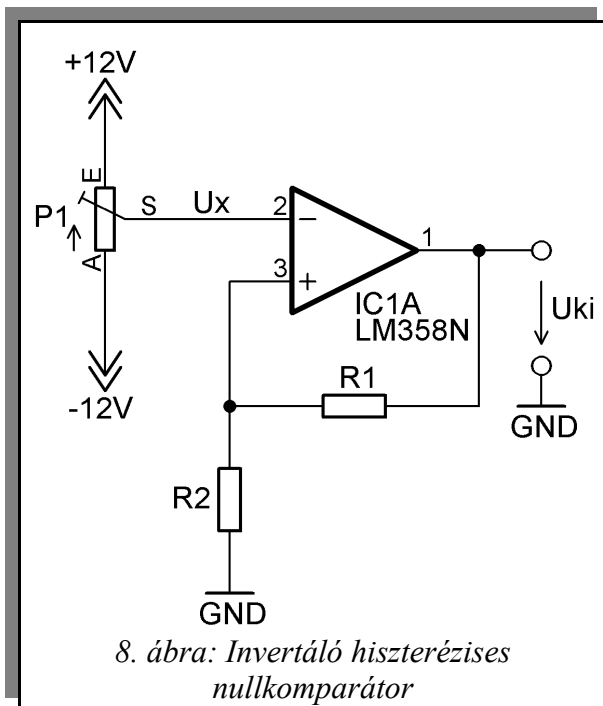 +12V
E
P1
S
Ux
A
-12V
2
−
3
+
1
IC1A
LM358N
Uki
R1
GND
R2
GND
8. ábra: Invertáló hiszterézises
nullkomparátor